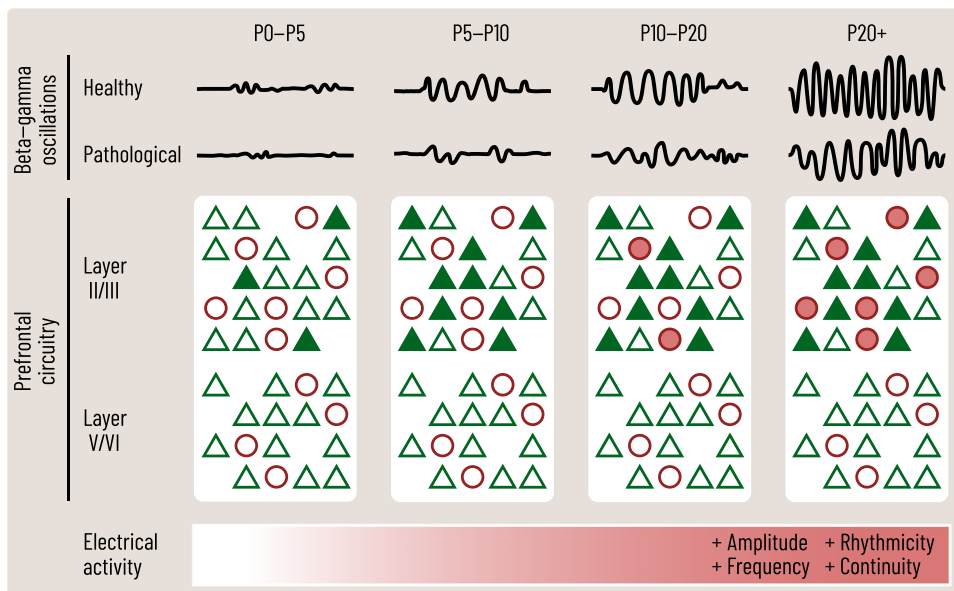 P0–P5
P5–P10
P10–P20
P20+
Beta–gamma
oscillations
Healthy
Pathological
Prefrontal
circuitry
Layer
II/III
Layer
V/VI
Electrical
activity
+ Amplitude + Rhythmicity
+ Frequency + Continuity